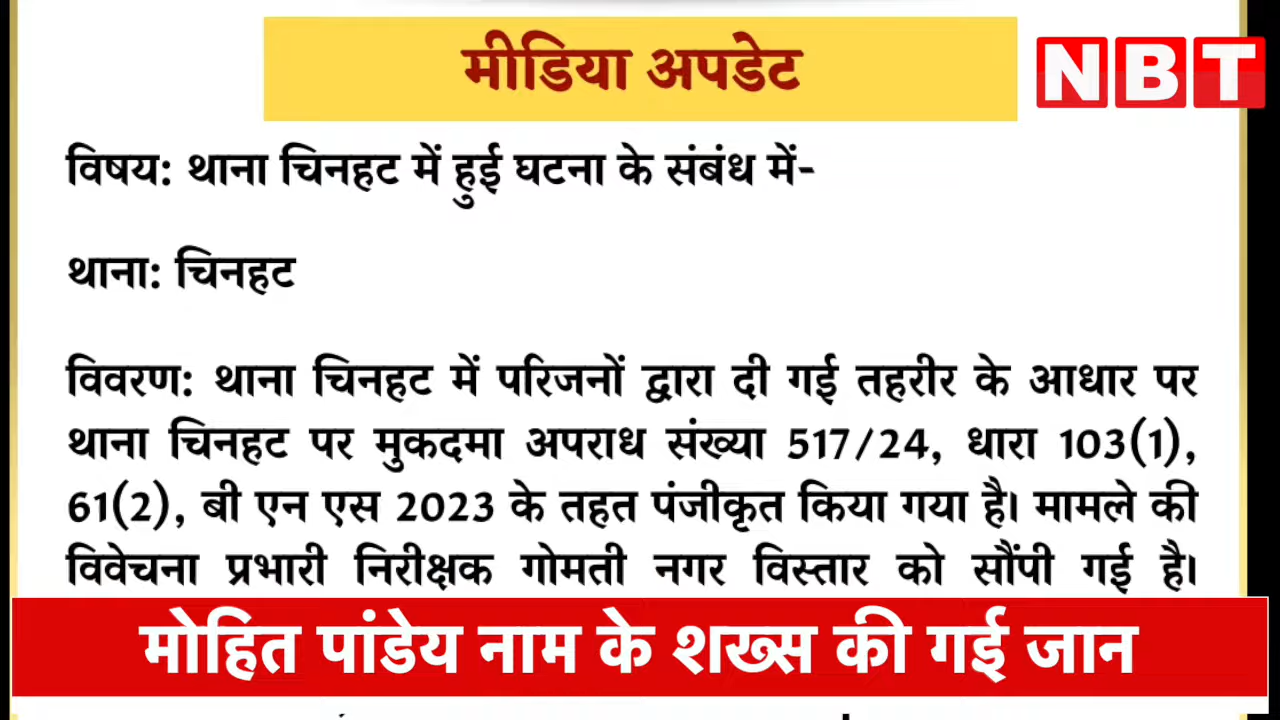 मीडिया अपडेट
NBT
विषय: थाना चिनहट में हुई घटना के संबंध में-
थाना: चिनहट
विवरण: थाना चिनहट में परिजनों द्वारा दी गई तहरीर के आधार पर
थाना चिनहट पर मुकदमा अपराध संख्या 517/24, धारा 103(1),
61(2), बी एन एस 2023 के तहत पंजीकृत किया गया है। मामले की
विवेचना प्रभारी निरीक्षक गोमती नगर विस्तार को सौंपी गई है।
मोहित पांडेय नाम के शख्स की गई जान